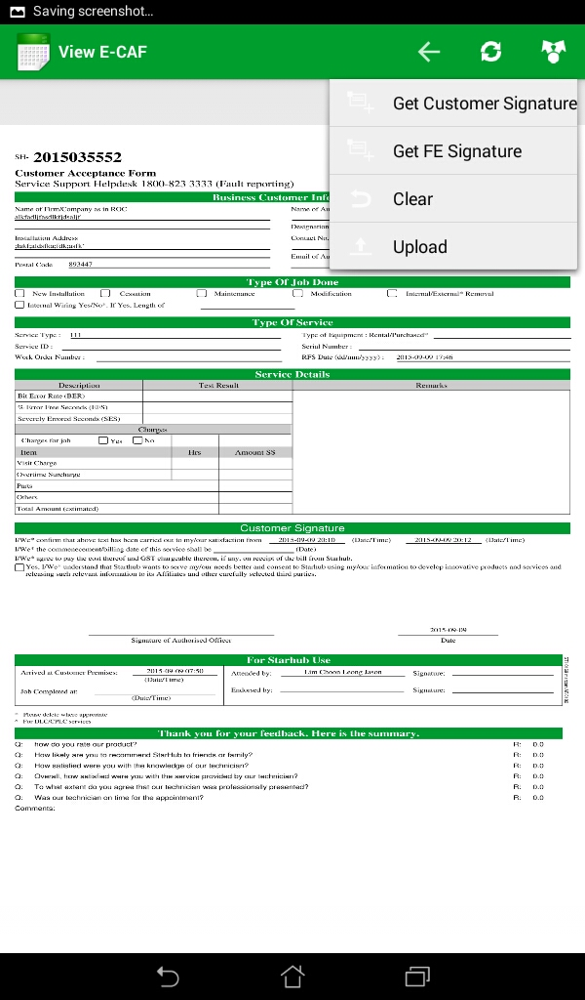 Saving screenshot...
View E-CAF
Get Customer Signature
Get FE Signature
Clear
Upload
SH- 2015035552
Customer Acceptance Form
Service Support Helpdesk 1800-823 3333 (Fault reporting)
Business Customer Info
Name of Firm/Company as in ROC
Name of Au
Designation
Installation Address
Contact No.
Email of Au
Postal Code 893447
Type Of Job Done
New Installation Cessation Maintenance Modification Internal/External* Removal
Internal Wiring Yes/No*. If Yes, Length of
Type Of Service
Service Type : 111 Type of Equipment : Rental/Purchased*
Service ID : Serial Number :
Work Order Number : RFS Date (dd/mm/yyyy) : 2015-09-09 17:46
Service Details
Description Test Result Remarks
Bit Error Rate (BER)
% Error Free Seconds (EFS)
Severely Errored Seconds (SES)
Charges
Charges for job Yes No
Item Hrs Amount S$
Visit Charge
Overtime Surcharge
Parts
Others
Total Amount (estimated)
Customer Signature
I/We* confirm that above test has been carried out to my/our satisfaction from 2015-09-09 20:10 (Date/Time) 2015-09-09 20:12 (Date/Time)
I/We* the commencement/billing date of this service shall be (Date)
I/We* agree to pay the cost thereof and GST chargeable thereon, if any, on receipt of the bill from Starhub.
Yes, I/We* understand that StarHub wants to serve my/our needs better and consent to Starhub using my/our information to develop innovative products and services and
releasing such relevant information to its Affiliates and other carefully selected third parties.
2015-09-09
Signature of Authorised Officer Date
For Starhub Use
Arrived at Customer Premises: 2015-09-09 07:50 Attended by: Lim Choon Leong Jason Signature:
(Date/Time)
Job Completed at: Endorsed by: Signature:
(Date/Time)
* Please delete where approriate
* For DLC/CPLC services
Thank you for your feedback. Here is the summary.
Q: how do you rate our product? R: 0.0
Q: How likely are you to recommend StarHub to friends or family? R: 0.0
Q: How satisfied were you with the knowledge of our technician? R: 0.0
Q: Overall, how satisfied were you with the service provided by our technician? R: 0.0
Q: To what extent do you agree that our technician was professionally presented? R: 0.0
Q: Was our technician on time for the appointment? R: 0.0
Comments: